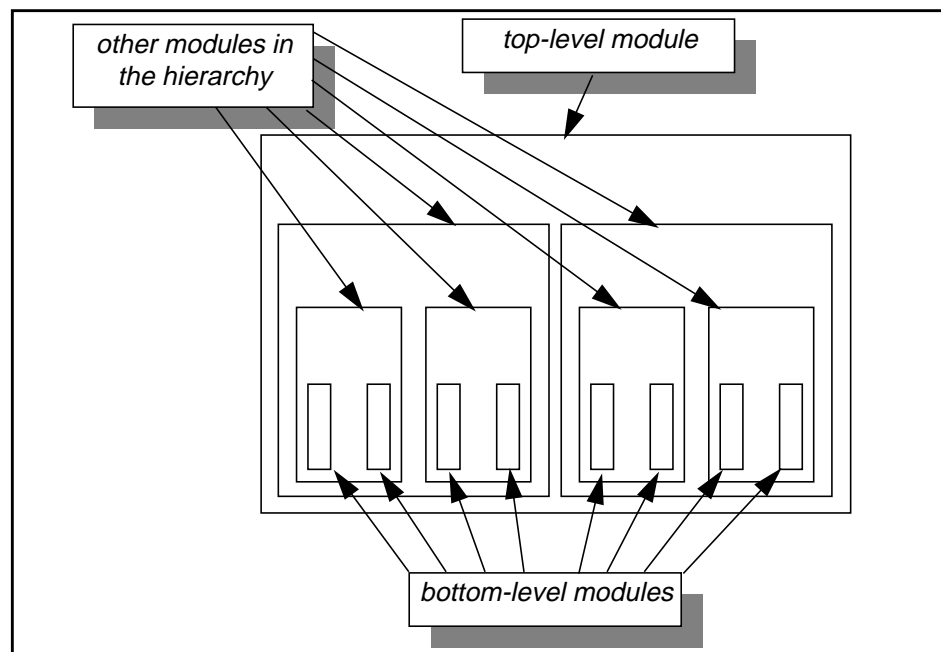 other modules in
the hierarchy
top-level module
bottom-level modules